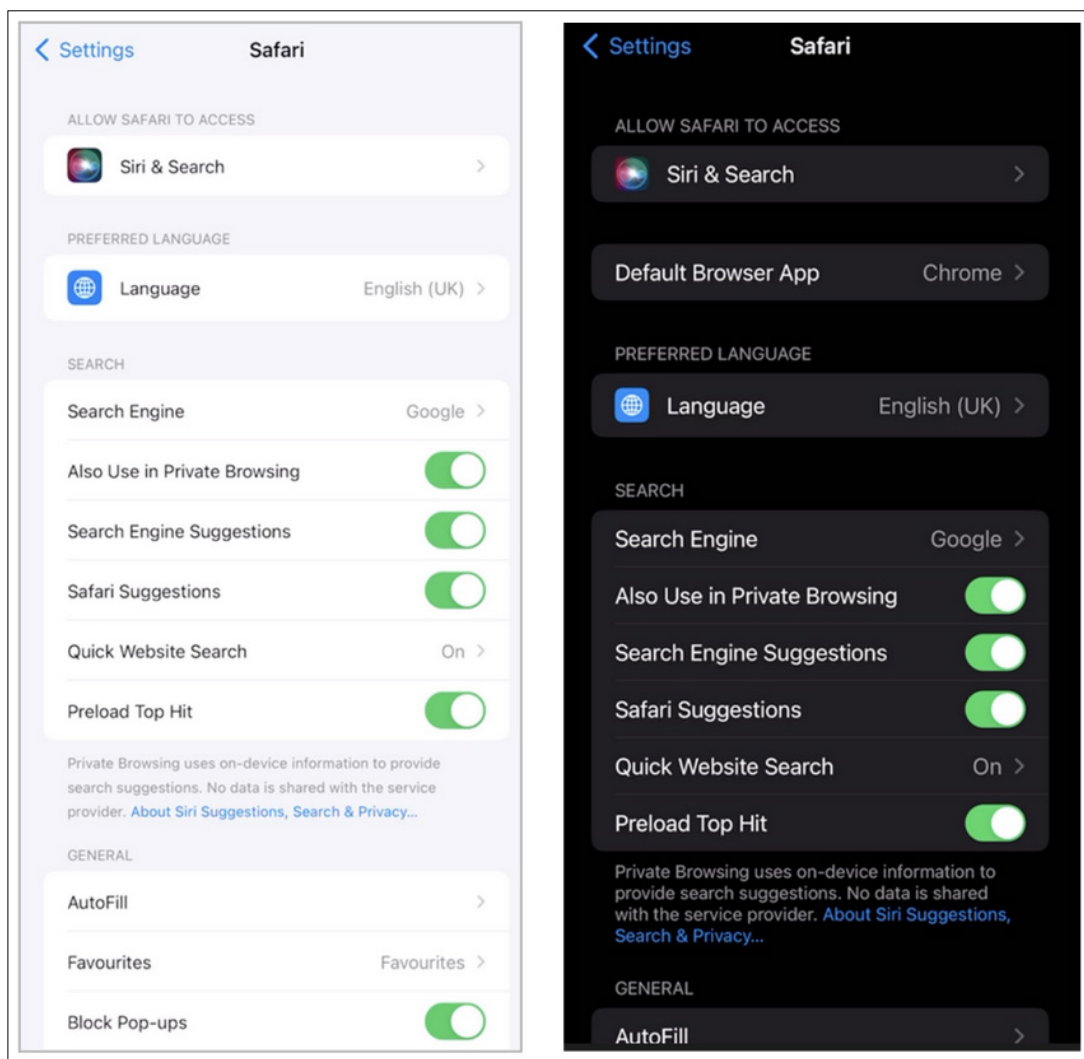 Settings
Safari
ALLOW SAFARI TO ACCESS
Siri & Search
PREFERRED LANGUAGE
Language English (UK)
SEARCH
Search Engine Google
Also Use in Private Browsing
Search Engine Suggestions
Safari Suggestions
Quick Website Search On
Preload Top Hit
Private Browsing uses on-device information to provide
search suggestions. No data is shared with the service
provider. About Siri Suggestions, Search & Privacy...
GENERAL
AutoFill
Favourites Favourites
Block Pop-ups
Settings
Safari
ALLOW SAFARI TO ACCESS
Siri & Search
Default Browser App Chrome
PREFERRED LANGUAGE
Language English (UK)
SEARCH
Search Engine Google
Also Use in Private Browsing
Search Engine Suggestions
Safari Suggestions
Quick Website Search On
Preload Top Hit
Private Browsing uses on-device information to
provide search suggestions. No data is shared
with the service provider. About Siri Suggestions,
Search & Privacy...
GENERAL
AutoFill